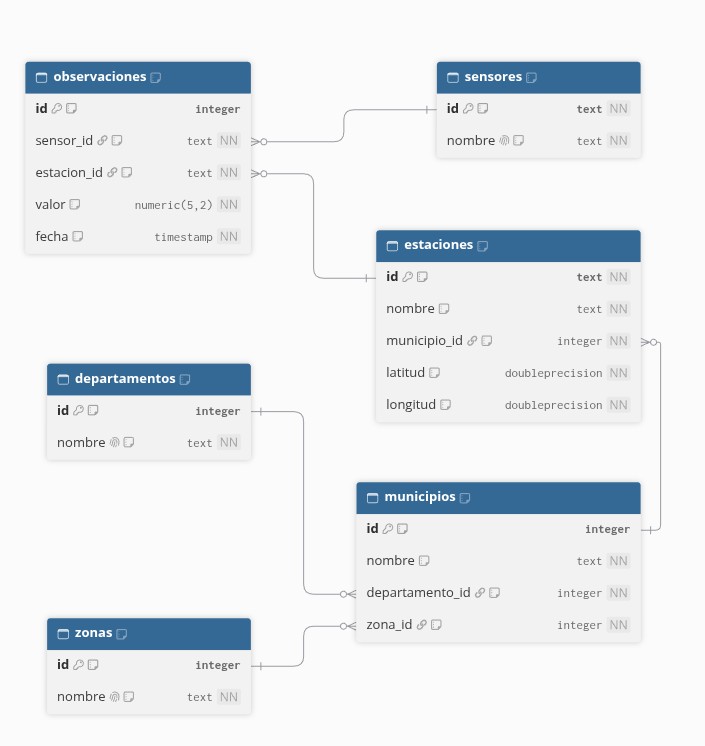 observaciones
id integer
sensor_id text NN
estacion_id text NN
valor numeric(5,2) NN
fecha timestamp NN
sensores
id text NN
nombre text NN
estaciones
id text NN
nombre text NN
municipio_id integer NN
latitud doubleprecision NN
longitud doubleprecision NN
departamentos
id integer
nombre text NN
municipios
id integer
nombre text NN
departamento_id integer NN
zona_id integer NN
zonas
id integer
nombre text NN